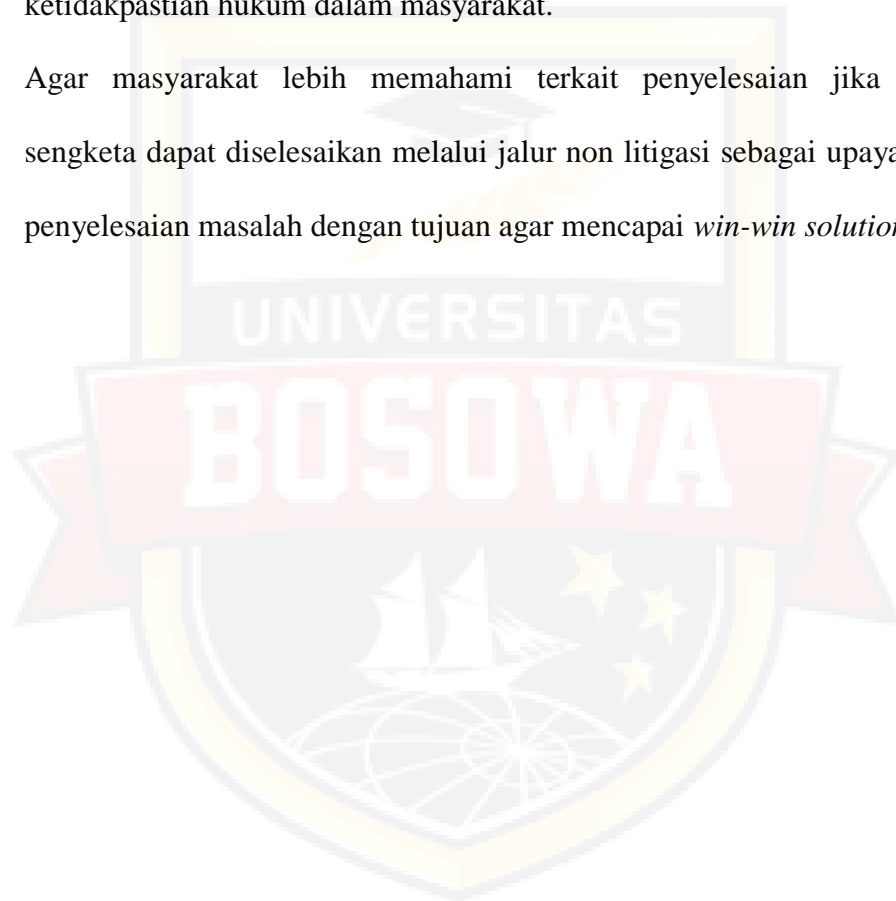 ketidakpastian hukum dalam masyarakat.
Agar masyarakat lebih memahami terkait penyelesaian jika
sengketa dapat diselesaikan melalui jalur non litigasi sebagai upaya
penyelesaian masalah dengan tujuan agar mencapai win-win solution
UNIVERSITAS
BOSOWA